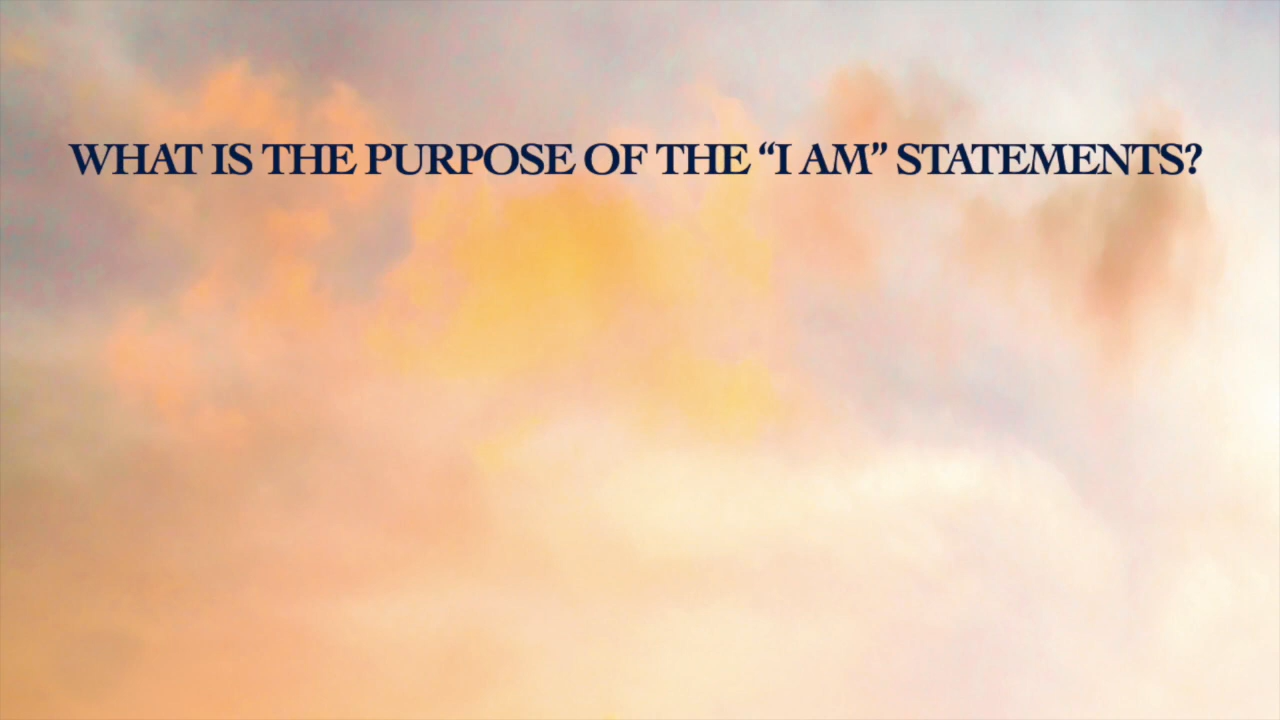 WHAT IS THE PURPOSE OF THE “I AM” STATEMENTS?